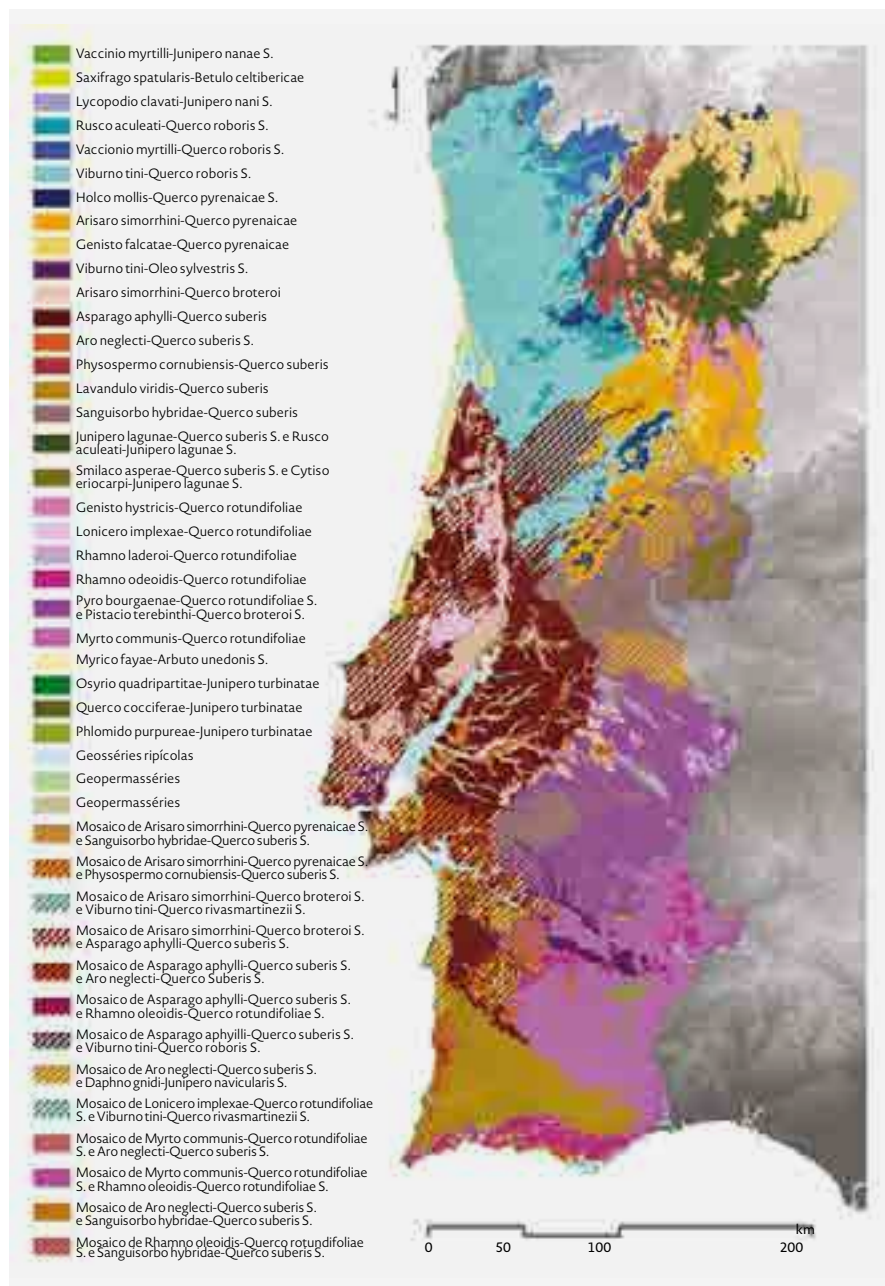 Vaccinio myrtilli-Junipero nanae S.
Saxifrago spatularis-Betulo celtibericae
Lycopodio clavati-Junipero nani S.
Rusco aculeati-Querco roboris S.
Vaccionio myrtilli-Querco roboris S.
Viburno tini-Querco roboris S.
Holco mollis-Querco pyrenaicae S.
Arisaro simorrhini-Querco pyrenaicae
Genisto falcatae-Querco pyrenaicae
Viburno tini-Oleo sylvestris S.
Arisaro simorrhini-Querco broteroi
Asparago aphylli-Querco suberis
Aro neglecti-Querco suberis S.
Physospermo cornubiensis-Querco suberis
Lavandulo viridis-Querco suberis
Sanguisorbo hybridae-Querco suberis
Junipero lagunae-Querco suberis S. e Rusco
aculeati-Junipero lagunae S.
Smilaco asperae-Querco suberis S. e Cytiso
eriocarpi-Junipero lagunae S.
Genisto hystricis-Querco rotundifoliae
Lonicero implexae-Querco rotundifoliae
Rhamno laderoi-Querco rotundifoliae
Rhamno odeoidis-Querco rotundifoliae
Pyro bourgaenae-Querco rotundifoliae S.
e Pistacio terebinthi-Querco broteroi S.
Myrto communis-Querco rotundifoliae
Myrico fayae-Arbuto unedonis S.
Osyrio quadripartitae-Junipero turbinatae
Querco cocciferae-Junipero turbinatae
Phlomido purpureae-Junipero turbinatae
Geosséries ripícolas
Geopermasséries
Geopermasséries
Mosaico de Arisaro simorrhini-Querco pyrenaicae S.
e Sanguisorbo hybridae-Querco suberis S.
Mosaico de Arisaro simorrhini-Querco pyrenaicae S.
e Physospermo cornubiensis-Querco suberis S.
Mosaico de Arisaro simorrhini-Querco broteroi S.
e Viburno tini-Querco rivasmartinezii S.
Mosaico de Arisaro simorrhini-Querco broteroi S.
e Asparago aphylli-Querco suberis S.
Mosaico de Asparago aphylli-Querco suberis S.
e Aro neglecti-Querco Suberis S.
Mosaico de Asparago aphylli-Querco suberis S.
e Rhamno oleoidis-Querco rotundifoliae S.
Mosaico de Asparago aphyilli-Querco suberis S.
e Viburno tini-Querco roboris S.
Mosaico de Aro neglecti-Querco suberis S.
e Daphno gnidi-Junipero navicularis S.
Mosaico de Lonicero implexae-Querco rotundifoliae
S. e Viburno tini-Querco rivasmartinezii S.
Mosaico de Myrto communis-Querco rotundifoliae
S. e Aro neglecti-Querco suberis S.
Mosaico de Myrto communis-Querco rotundifoliae
S. e Rhamno oleoidis-Querco rotundifoliae S.
Mosaico de Aro neglecti-Querco suberis S.
e Sanguisorbo hybridae-Querco suberis S.
Mosaico de Rhamno oleoidis-Querco rotundifoliae
S. e Sanguisorbo hybridae-Querco suberis S.
km
0 50 100 200